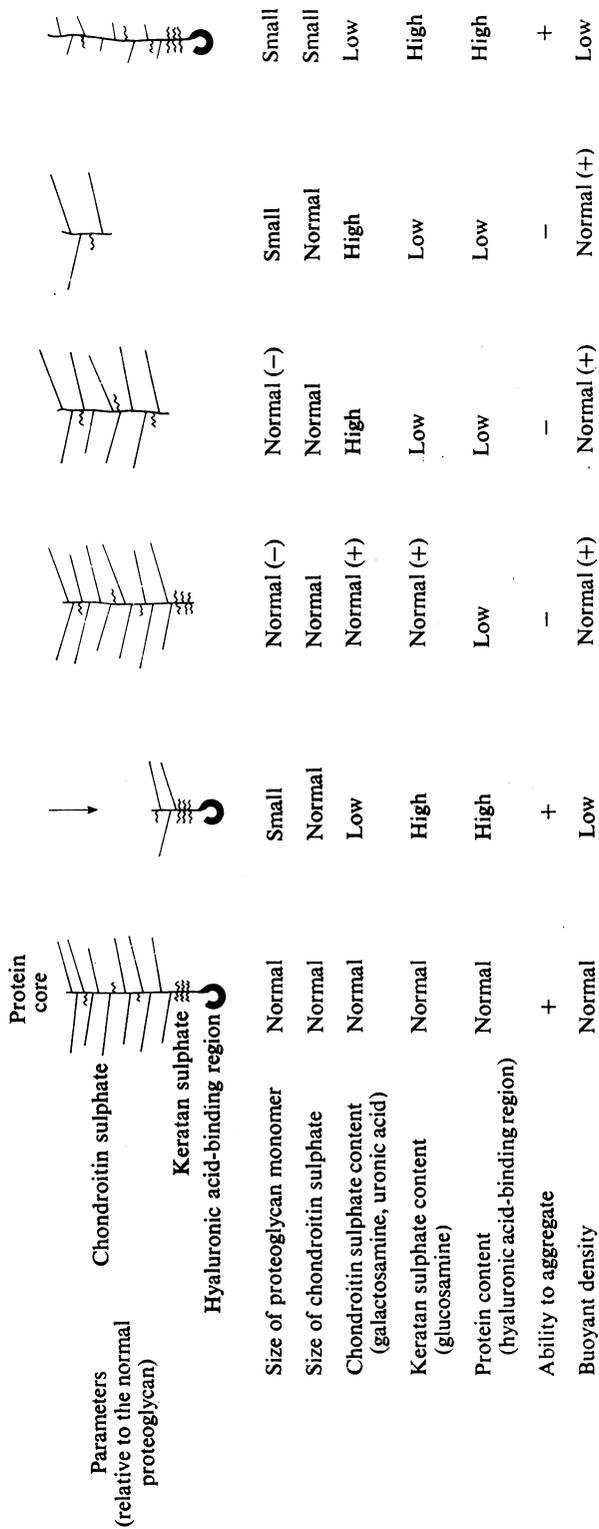 Protein
core
Chondroitin sulphate
Keratan sulphate
Hyaluronic acid-binding region
Parameters
(relative to the normal
proteoglycan)
Size of proteoglycan monomer Normal Small Normal (−) Normal (−) Small Small
Size of chondroitin sulphate Normal Normal Normal Normal Normal Small
Chondroitin sulphate content Normal Low Normal (+) High High Low
(galactosamine, uronic acid)
Keratan sulphate content Normal High Normal (+) Low Low High
(glucosamine)
Protein content Normal High Low Low Low High
(hyaluronic acid-binding region)
Ability to aggregate + + − − − +
Buoyant density Normal Low Normal (+) Normal (+) Normal (+) Low